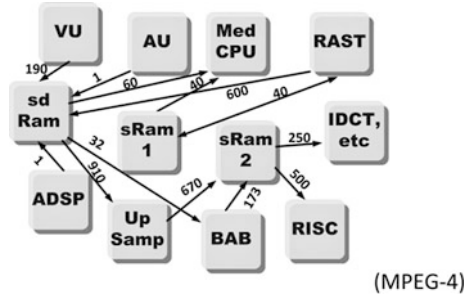 VU
AU
Med
CPU
RAST
190
1
60
40
600
40
sd
Ram
sRam
1
sRam
2
IDCT,
etc
32
250
1
910
670
173
500
ADSP
Up
Samp
BAB
RISC
(MPEG-4)